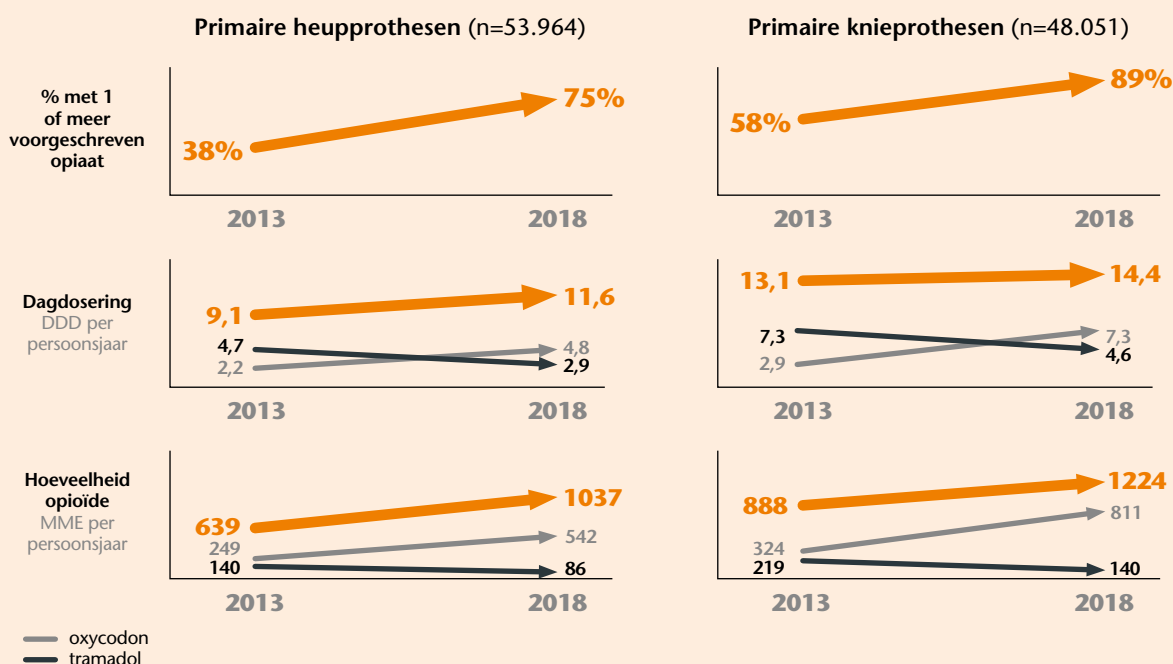 Primaire heupprothesen (n=53.964)
Primaire knieprothesen (n=48.051)
% met 1
of meer
voorgeschreven
opiaat
38%
75%
2013
2018
58%
89%
2013
2018
Dagdosering
DDD per
persoonsjaar
9,1
11,6
4,7
4,8
2,2
2,9
2013
2018
13,1
14,4
7,3
7,3
2,9
4,6
2013
2018
Hoeveelheid
opioïde
MME per
persoonsjaar
639
1037
249
542
140
86
2013
2018
888
1224
324
811
219
140
2013
2018
oxycodon
tramadol